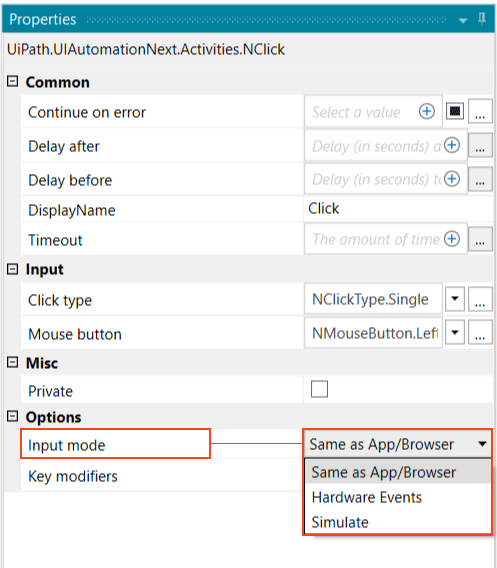 Properties
UiPath.UIAutomationNext.Activities.NClick
Common
Continue on error Select a value ...
Delay after Delay (in seconds) a ...
Delay before Delay (in seconds) to ...
DisplayName Click
Timeout The amount of time ...
Input
Click type NClickType.Single ...
Mouse button NMouseButton.Left ...
Misc
Private
Options
Input mode Same as App/Browser
Same as App/Browser
Key modifiers
Hardware Events
Simulate